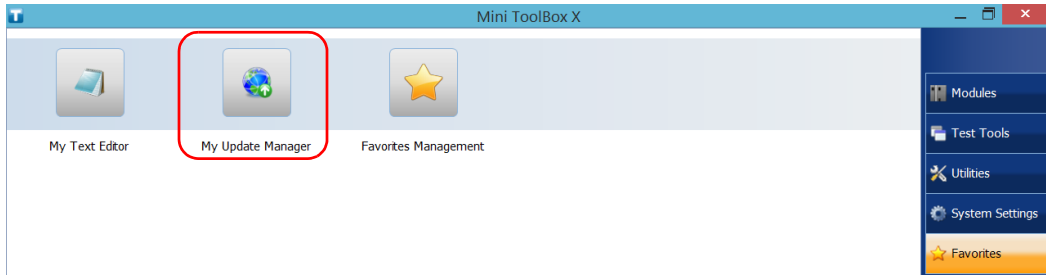 Mini ToolBox X
My Text Editor
My Update Manager
Favorites Management
Modules
Test Tools
Utilities
System Settings
Favorites